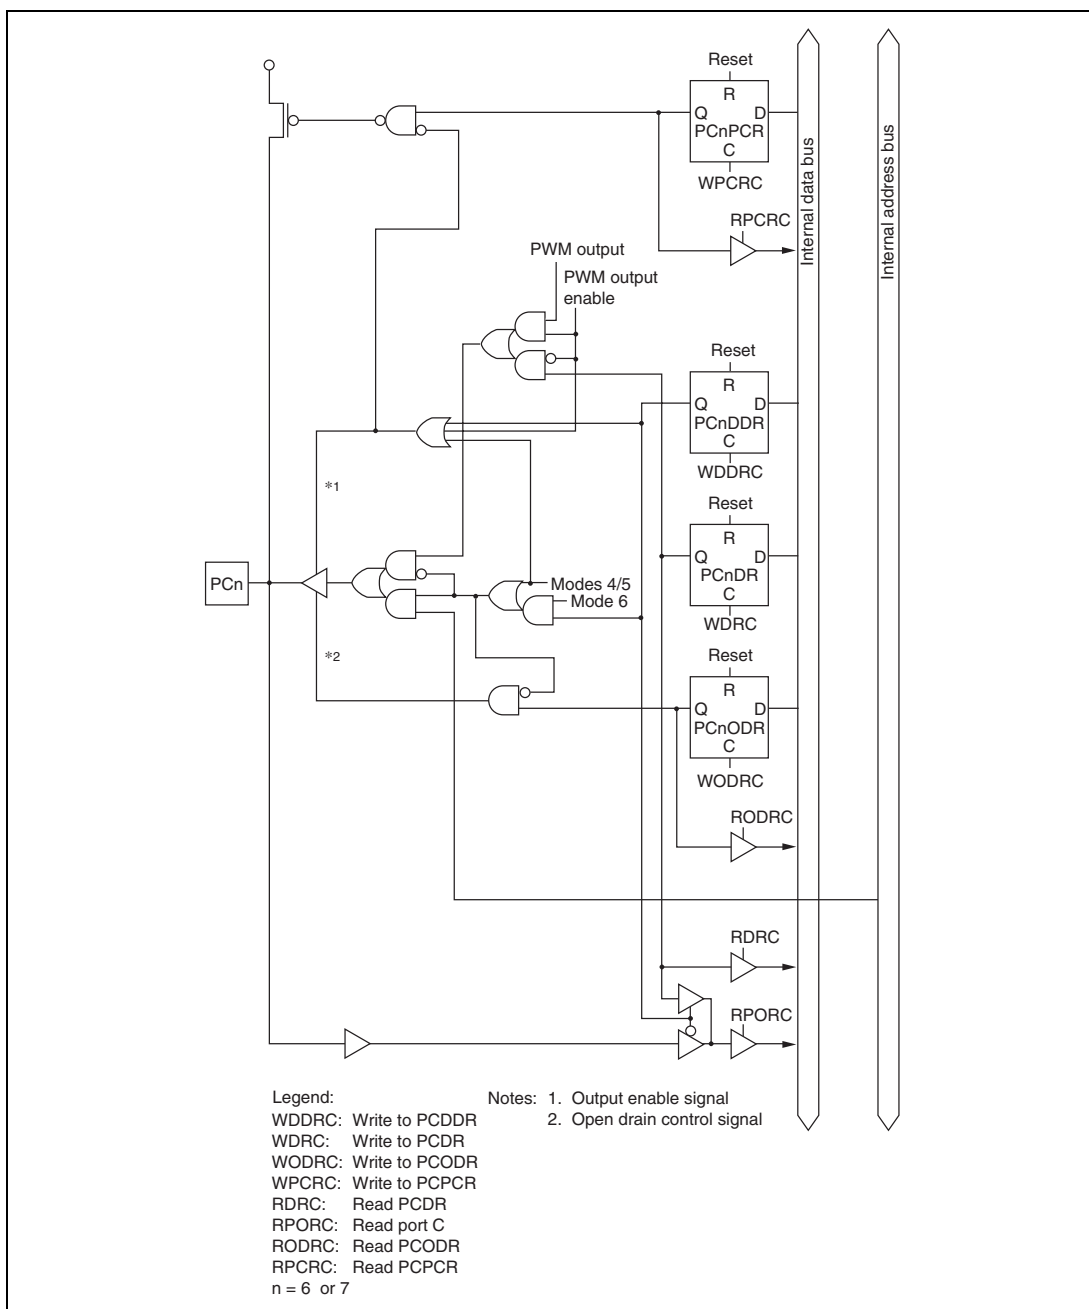 Reset
R
Q D
PCnPCR
C
WPCRC
Internal data bus
Internal address bus
RPCRC
PWM output
PWM output
enable
Reset
R
Q D
PCnDDR
C
WDDRC
*1
Reset
R
Q D
PCnDR
C
WDRC
PCn
Modes 4/5
Mode 6
*2
Reset
R
Q D
PCnODR
C
WODRC
RODRC
RDRC
RPORC
Legend:
WDDRC: Write to PCDDR
WDRC: Write to PCDR
WODRC: Write to PCODR
WPCRC: Write to PCPCR
RDRC: Read PCDR
RPORC: Read port C
RODRC: Read PCODR
RPCRC: Read PCPCR
n = 6 or 7
Notes: 1. Output enable signal
2. Open drain control signal